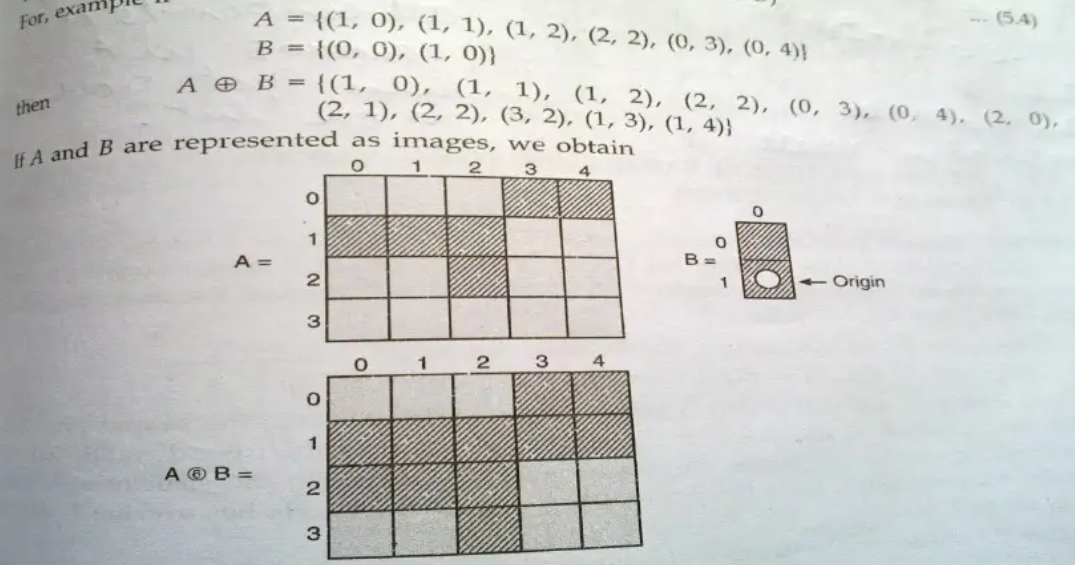 For, example
... (5.4)
A = {(1, 0), (1, 1), (1, 2), (2, 2), (0, 3), (0, 4)}
B = {(0, 0), (1, 0)}
then
A ⊕ B = {(1, 0), (1, 1), (1, 2), (2, 2), (0, 3), (0, 4), (2, 0),
(2, 1), (2, 2), (3, 2), (1, 3), (1, 4)}
If A and B are represented as images, we obtain
0 1 2 3 4
0
1
A =
2
3
0
0
B =
1
Origin
0 1 2 3 4
0
1
A ⊕ B =
2
3